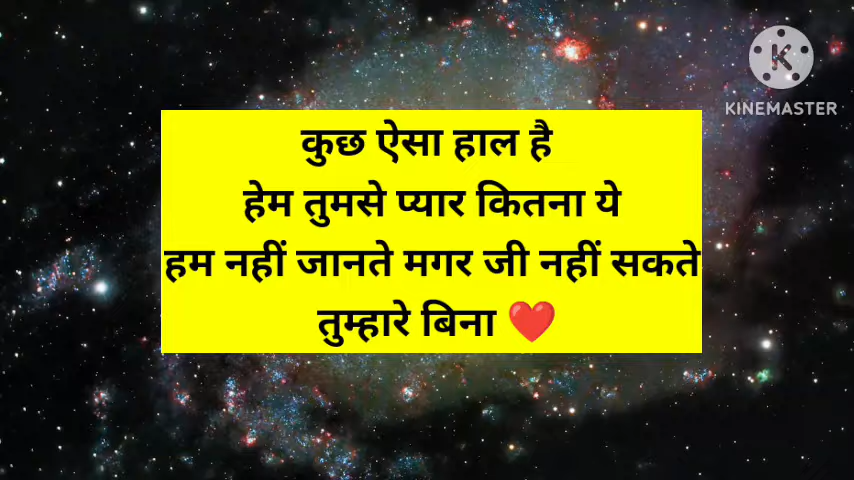 KINEMASTER
कुछ ऐसा हाल है
हेम तुमसे प्यार कितना ये
हम नहीं जानते मगर जी नहीं सकते
तुम्हारे बिना ❤️